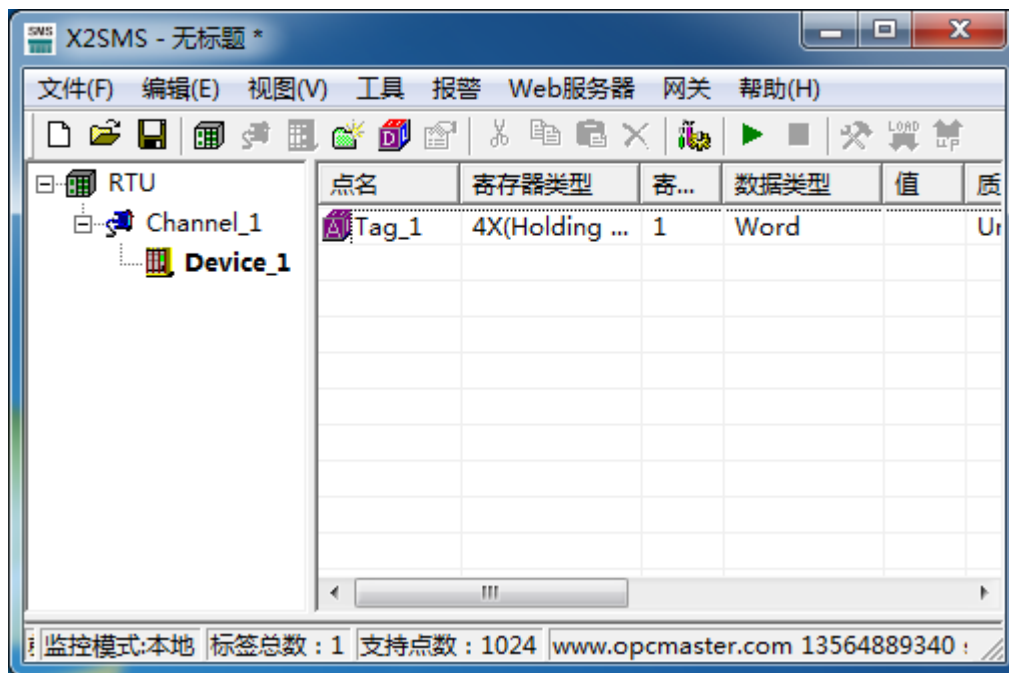 X2SMS - 无标题 *
文件(F) 编辑(E) 视图(V) 工具 报警 Web服务器 网关 帮助(H)
RTU
Channel_1
Device_1
点名 寄存器类型 寄... 数据类型 值 质
Tag_1 4X(Holding ... 1 Word
监控模式:本地 标签总数:1 支持点数:1024 www.opcmaster.com 13564889340